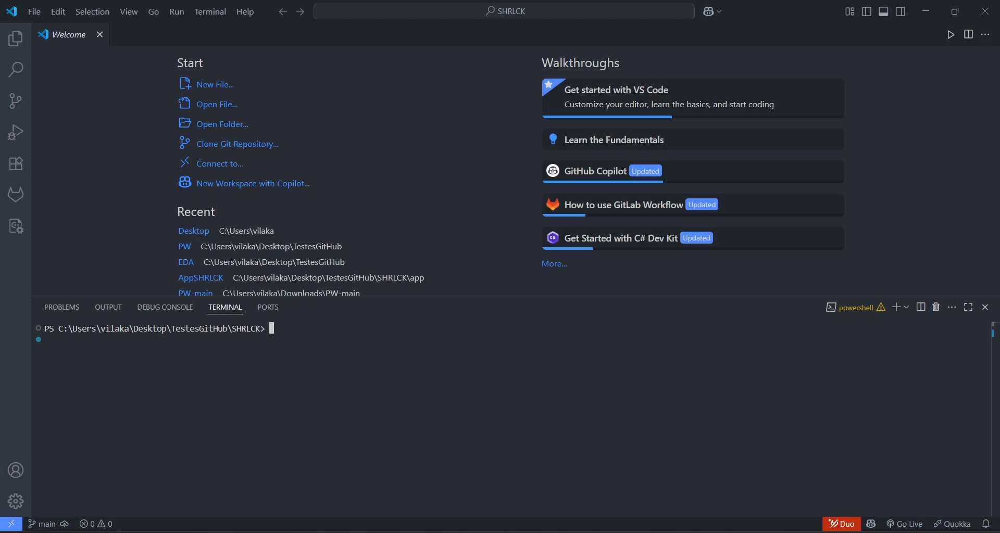 File Edit Selection View Go Run Terminal Help SHRLCK
Welcome
Start
New File...
Open File...
Open Folder...
Clone Git Repository...
Connect to...
New Workspace with Copilot...
Recent
Desktop C:\Users\vilaka
PW C:\Users\vilaka\Desktop\TestesGitHub
EDA C:\Users\vilaka\Desktop\TestesGitHub
AppSHRLCK C:\Users\vilaka\Desktop\TestesGitHub\SHRLCK\app
PW-main C:\Users\vilaka\Downloads\PW-main
Walkthroughs
Get started with VS Code
Customize your editor, learn the basics, and start coding
Learn the Fundamentals
GitHub Copilot Updated
How to use GitLab Workflow Updated
C# Get Started with C# Dev Kit Updated
More...
PROBLEMS OUTPUT DEBUG CONSOLE TERMINAL PORTS powershell
PS C:\Users\vilaka\Desktop\TestesGitHub\SHRLCK>
main 0 0 Duo Go Live Quokka